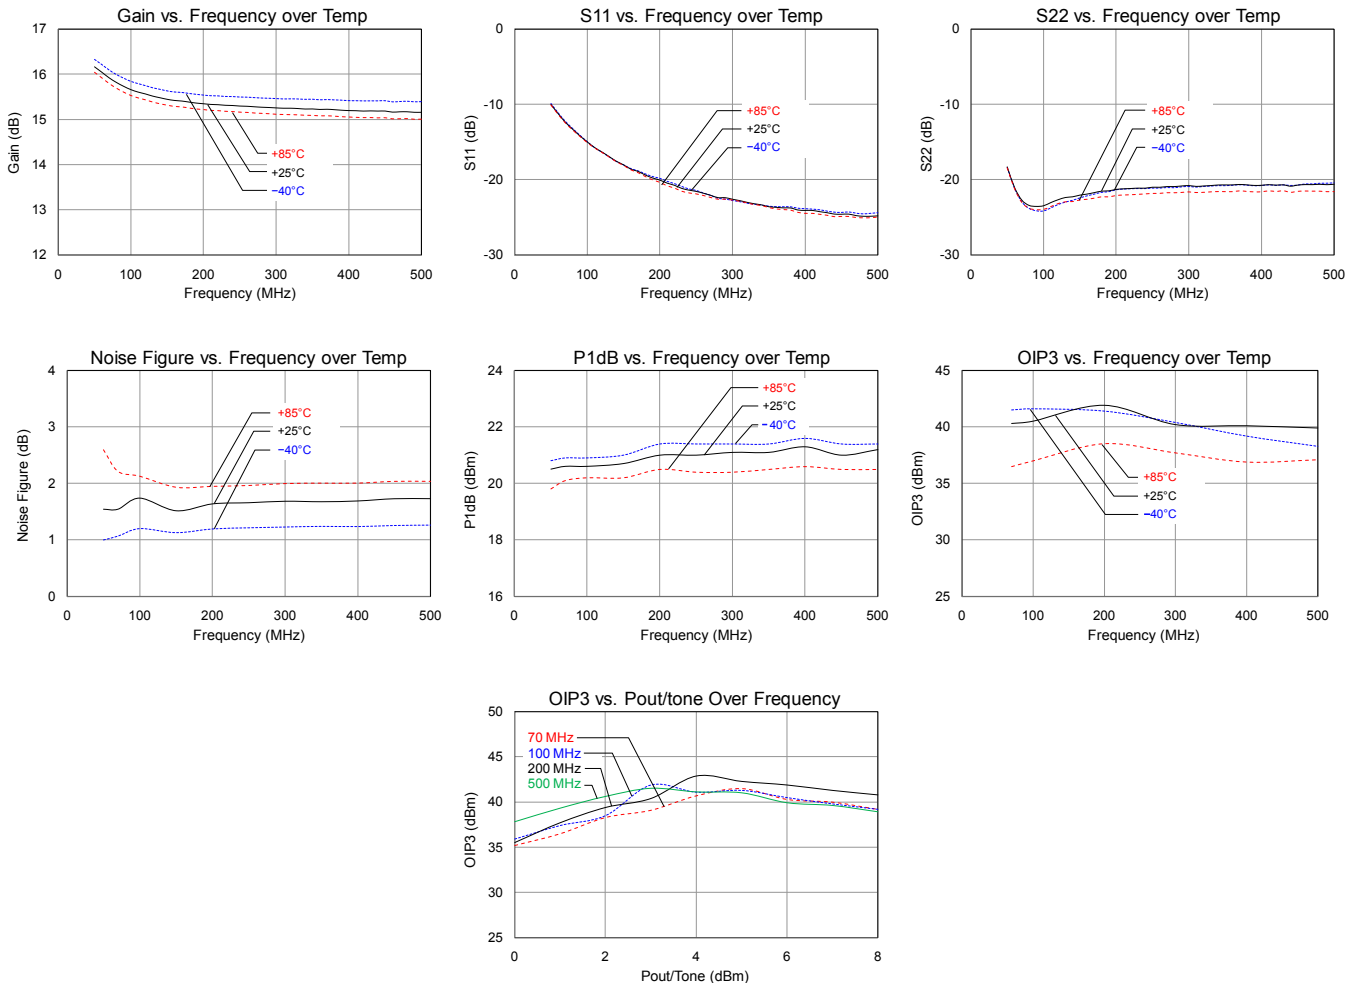 Gain vs. Frequency over Temp
17
16
15
14
13
12
Gain (dB)
+85°C
+25°C
−40°C
0 100 200 300 400 500
Frequency (MHz)
S11 vs. Frequency over Temp
0
-10
-20
-30
S11 (dB)
+85°C
+25°C
−40°C
0 100 200 300 400 500
Frequency (MHz)
S22 vs. Frequency over Temp
0
-10
-20
-30
S22 (dB)
+85°C
+25°C
−40°C
0 100 200 300 400 500
Frequency (MHz)
Noise Figure vs. Frequency over Temp
4
3
2
1
0
Noise Figure (dB)
+85°C
+25°C
−40°C
0 100 200 300 400 500
Frequency (MHz)
P1dB vs. Frequency over Temp
24
22
20
18
16
P1dB (dBm)
+85°C
+25°C
−40°C
0 100 200 300 400 500
Frequency (MHz)
OIP3 vs. Frequency over Temp
45
40
35
30
25
OIP3 (dBm)
+85°C
+25°C
−40°C
0 100 200 300 400 500
Frequency (MHz)
OIP3 vs. Pout/tone Over Frequency
50
45
40
35
30
25
OIP3 (dBm)
70 MHz
100 MHz
200 MHz
500 MHz
0 2 4 6 8
Pout/Tone (dBm)